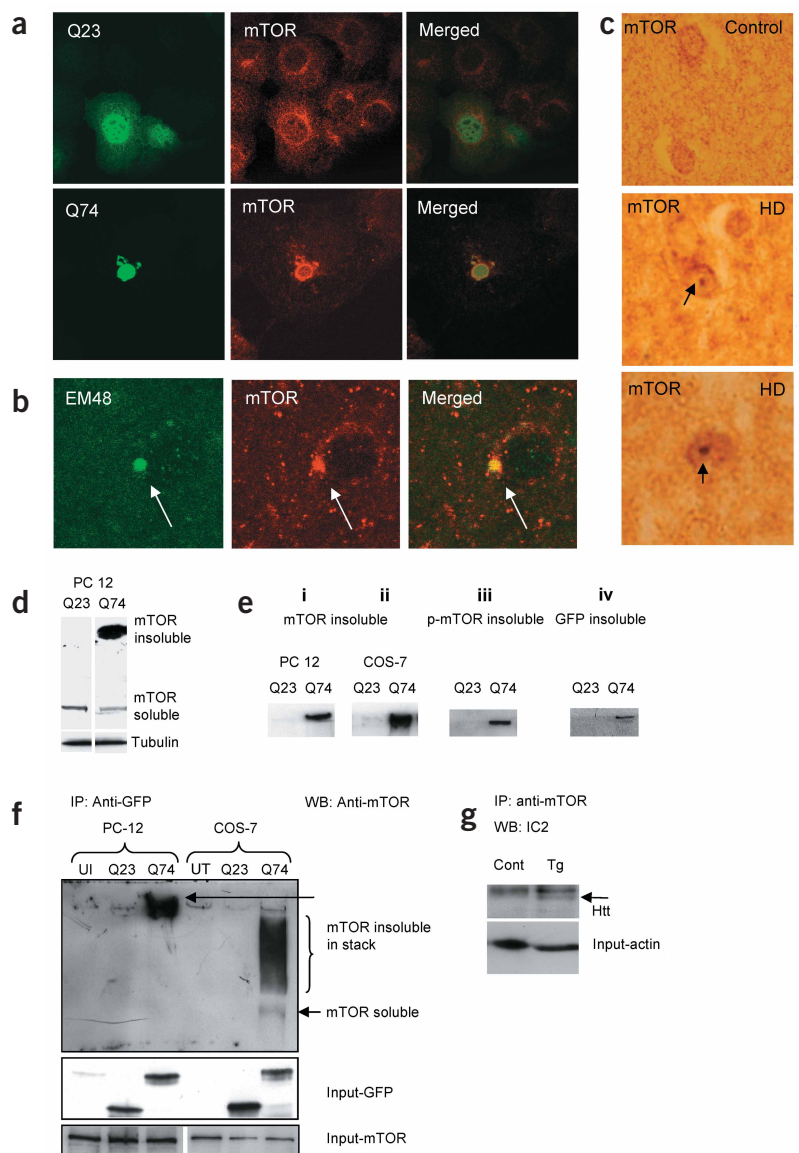 a
Q23
mTOR
Merged
Q74
mTOR
Merged
b
EM48
mTOR
Merged
c
mTOR Control
mTOR HD
mTOR HD
d
PC 12
Q23 Q74
mTOR
insoluble
mTOR
soluble
Tubulin
e
i ii iii iv
mTOR insoluble p-mTOR insoluble GFP insoluble
PC 12 COS-7
Q23 Q74 Q23 Q74 Q23 Q74 Q23 Q74
f
IP: Anti-GFP WB: Anti-mTOR
PC-12 COS-7
UI Q23 Q74 UT Q23 Q74
mTOR insoluble
in stack
mTOR soluble
Input-GFP
Input-mTOR
g
IP: anti-mTOR
WB: IC2
Cont Tg
Htt
Input-actin